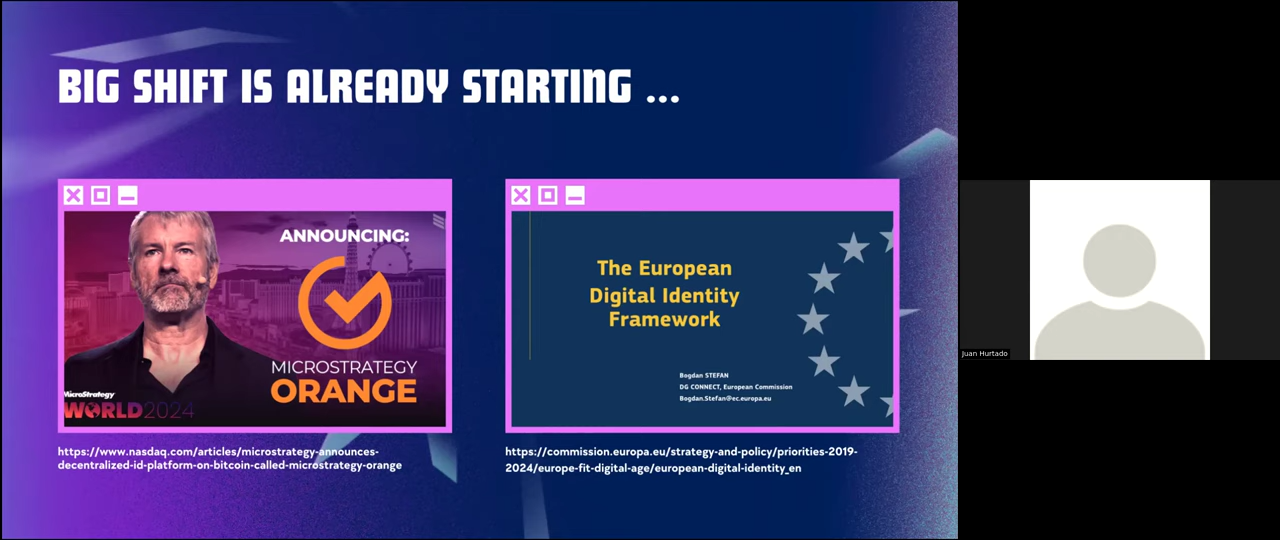 BIG SHIFT IS ALREADY STARTING ...
ANNOUNCING:
MICROSTRATEGY
ORANGE
MicroStrategy
WORLD2024
https://www.nasdaq.com/articles/microstrategy-announces-
decentralized-id-platform-on-bitcoin-called-microstrategy-orange
The European
Digital Identity
Framework
Bogdan STEFAN
DG CONNECT, European Commission
Bogdan.Stefan@ec.europa.eu
https://commission.europa.eu/strategy-and-policy/priorities-2019-
2024/europe-fit-digital-age/european-digital-identity_en
Juan Hurtado